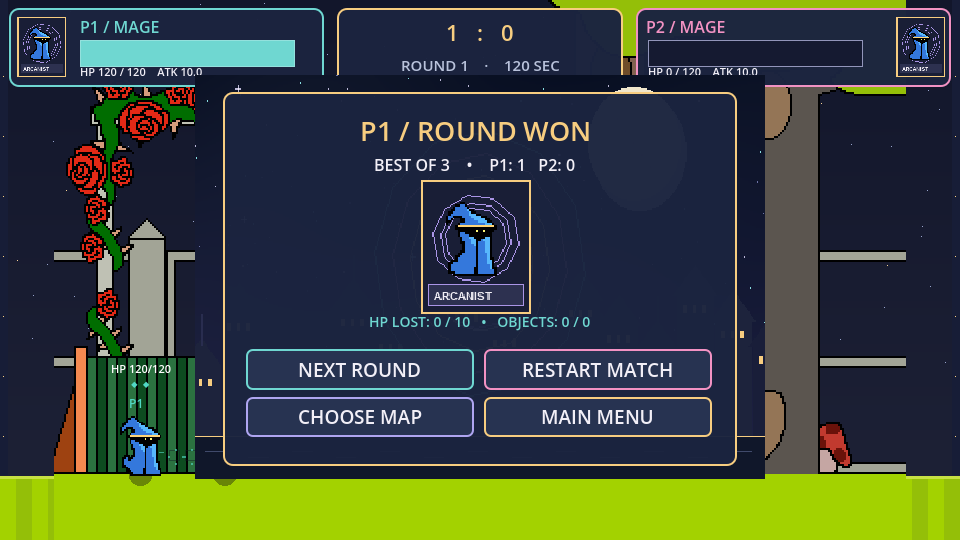 P1 / MAGE
ARCANIST
HP 120 / 120 ATK 10.0
1 : 0
ROUND 1 · 120 SEC
P2 / MAGE
HP 0 / 120 ATK 10.0
ARCANIST
P1 / ROUND WON
BEST OF 3 • P1: 1 P2: 0
ARCANIST
HP LOST: 0 / 10 • OBJECTS: 0 / 0
NEXT ROUND
RESTART MATCH
CHOOSE MAP
MAIN MENU
HP 120/120
P1